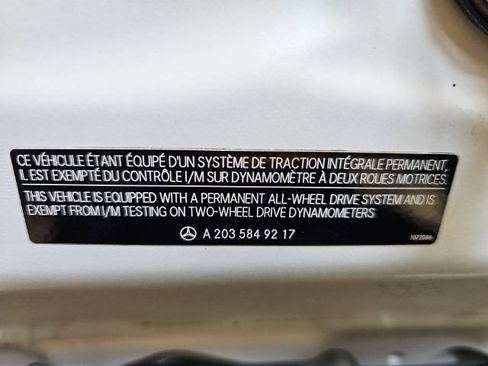 CE VÉHICULE ÉTANT ÉQUIPÉ D'UN SYSTÈME DE TRACTION INTÉGRALE PERMANENT,
IL EST EXEMPTÉ DU CONTRÔLE I/M SUR DYNAMOMÈTRE À DEUX ROUES MOTRICES.
THIS VEHICLE IS EQUIPPED WITH A PERMANENT ALL-WHEEL DRIVE SYSTEM AND IS
EXEMPT FROM I/M TESTING ON TWO-WHEEL DRIVE DYNAMOMETERS
A 203 584 92 17
1022086